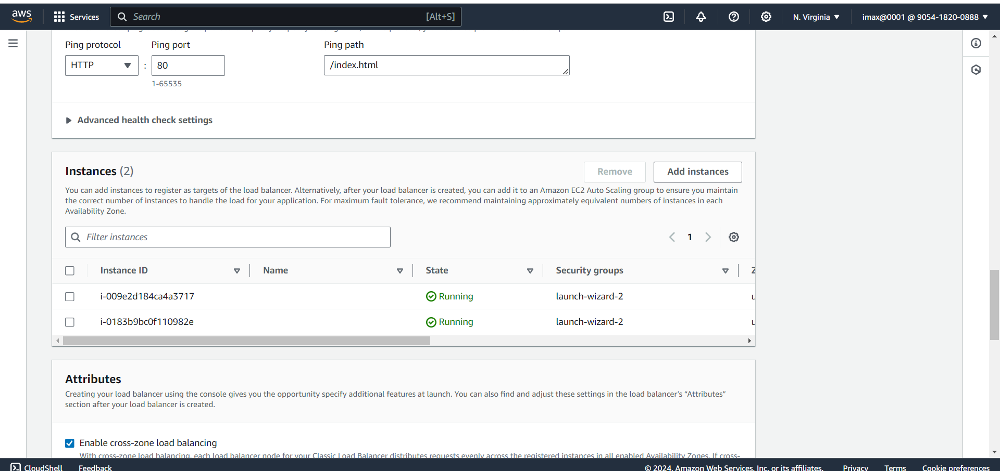 aws
Services
Search
[Alt+S]
N. Virginia
imax@0001 @ 9054-1820-0888
Ping protocol
Ping port
Ping path
HTTP
:
80
/index.html
1-65535
Advanced health check settings
Instances (2)
Remove
Add instances
You can add instances to register as targets of the load balancer. Alternatively, after your load balancer is created, you can add it to an Amazon EC2 Auto Scaling group to ensure you maintain
the correct number of instances to handle the load for your application. For maximum fault tolerance, we recommend maintaining approximately equivalent numbers of instances in each
Availability Zone.
Filter instances
1
Instance ID
Name
State
Security groups
i-009e2d184ca4a3717
Running
launch-wizard-2
i-0183b9bc0f110982e
Running
launch-wizard-2
Attributes
Creating your load balancer using the console gives you the opportunity specify additional features at launch. You can also find and adjust these settings in the load balancer's “Attributes”
section after your load balancer is created.
Enable cross-zone load balancing
With cross-zone load balancing, each load balancer node for your Classic Load Balancer distributes requests evenly across the registered instances in all enabled Availability Zones. If cross-
CloudShell
Feedback
© 2024, Amazon Web Services, Inc. or its affiliates.
Privacy
Terms
Cookie preferences